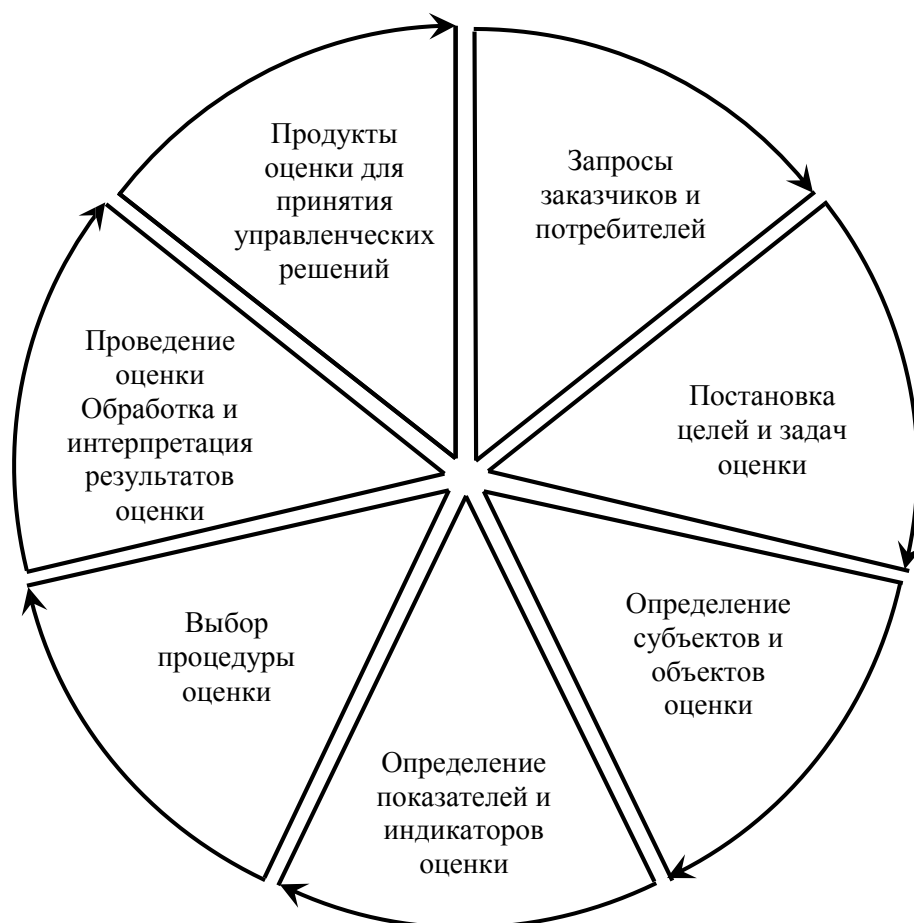 Запросы
заказчиков и
потребителей
Постановка
целей и задач
оценки
Определение
субъектов и
объектов
оценки
Определение
показателей и
индикаторов
оценки
Выбор
процедуры
оценки
Проведение
оценки
Обработка и
интерпретация
результатов
оценки
Продукты
оценки для
принятия
управленческих
решений